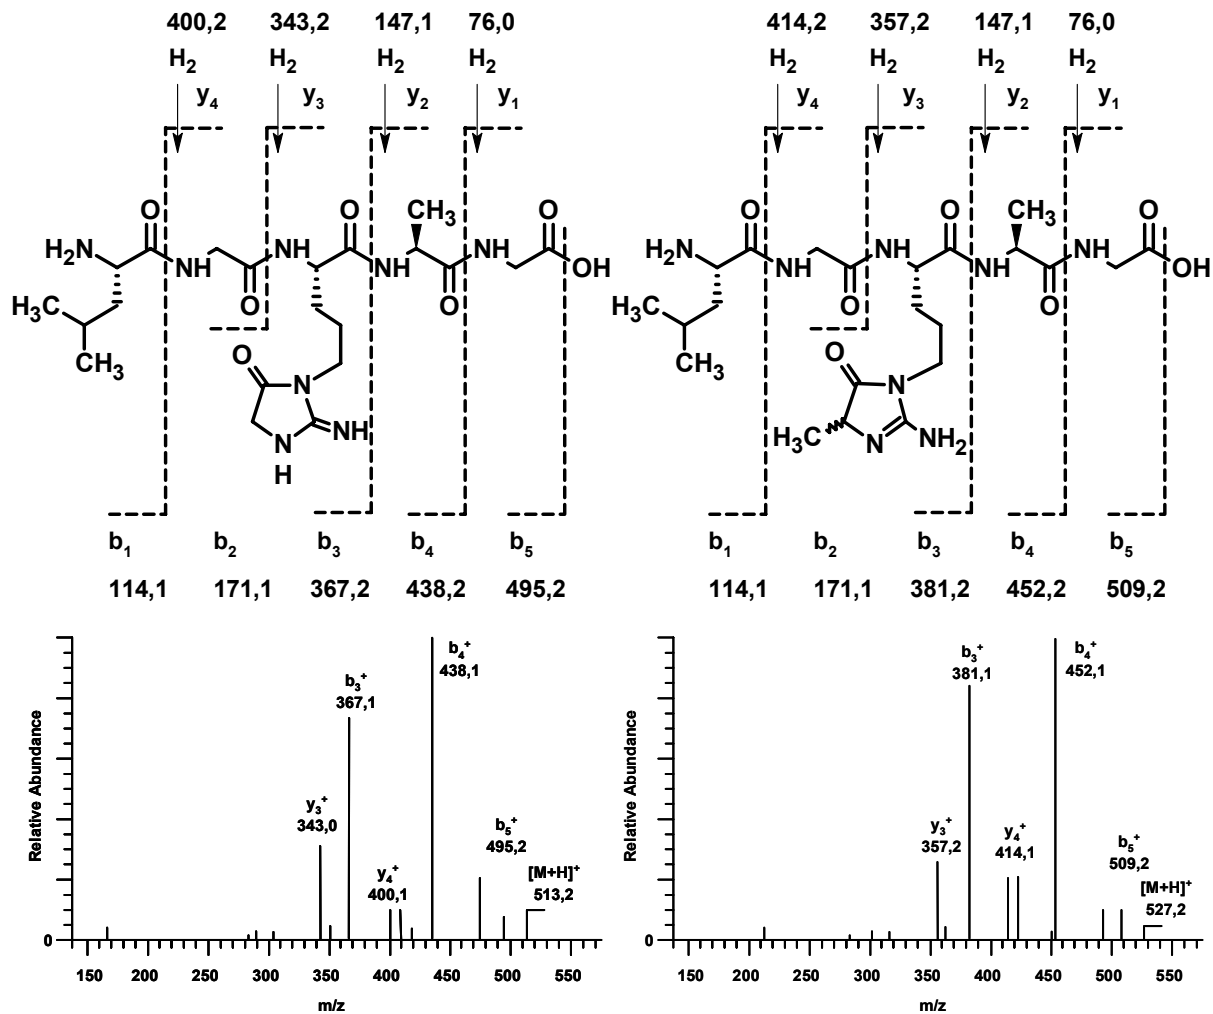 400,2 343,2 147,1 76,0 414,2 357,2 147,1 76,0
H2 H2 H2 H2 H2 H2 H2 H2
y4 y3 y2 y1 y4 y3 y2 y1
O O CH3 O O O CH3 O
H2N NH NH H2N NH NH
NH NH OH NH NH OH
O O O O
H3C H3C
CH3 CH3
O N O N
N NH H3C N NH2
H
b1 b2 b3 b4 b5 b1 b2 b3 b4 b5
114,1 171,1 367,2 438,2 495,2 114,1 171,1 381,2 452,2 509,2
Relative Abundance
b4+
438,1
b3+
367,1
y3+
343,0
b5+
495,2
y4+
400,1
[M+H]+
513,2
0
150 200 250 300 350 400 450 500 550
m/z
Relative Abundance
b3+
381,1
b4+
452,1
y3+
357,2
y4+
414,1
b5+
509,2
[M+H]+
527,2
0
150 200 250 300 350 400 450 500 550
m/z